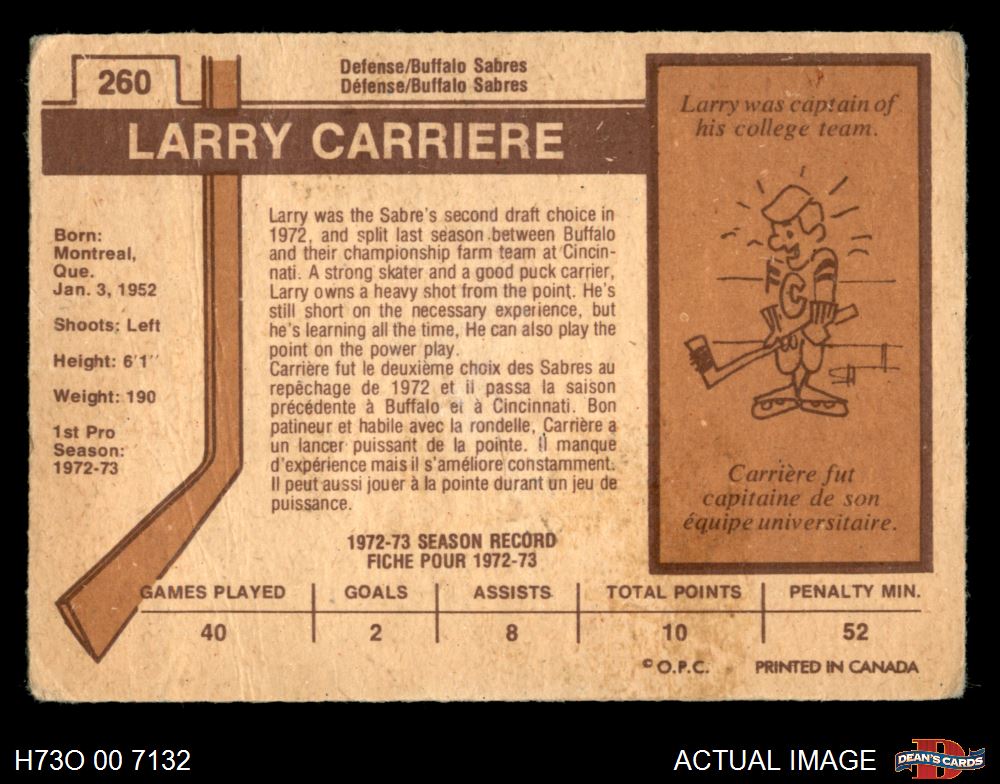 260
Defense/Buffalo Sabres
Défense/Buffalo Sabres
LARRY CARRIERE
Larry was captain of
his college team.
Born:
Montreal,
Que.
Jan. 3, 1952
Shoots: Left
Height: 6'1''
Weight: 190
1st Pro
Season:
1972-73
Larry was the Sabre's second draft choice in
1972, and split last season between Buffalo
and their championship farm team at Cincin-
nati. A strong skater and a good puck carrier,
Larry owns a heavy shot from the point. He's
still short on the necessary experience, but
he's learning all the time, He can also play the
point on the power play.
Carrière fut le deuxième choix des Sabres au
repêchage de 1972 et il passa la saison
précédente à Buffalo et à Cincinnati. Bon
patineur et habile avec la rondelle, Carrière a
un lancer puissant de la pointe. Il manque
d'expérience mais il s'améliore constamment.
Il peut aussi jouer à la pointe durant un jeu de
puissance.
C
Carrière fut
capitaine de son
équipe universitaire.
1972-73 SEASON RECORD
FICHE POUR 1972-73
GAMES PLAYED GOALS ASSISTS TOTAL POINTS PENALTY MIN.
40 2 8 10 52
© O.P.C. PRINTED IN CANADA
H73O 00 7132
ACTUAL IMAGE
DEAN'S CARDS